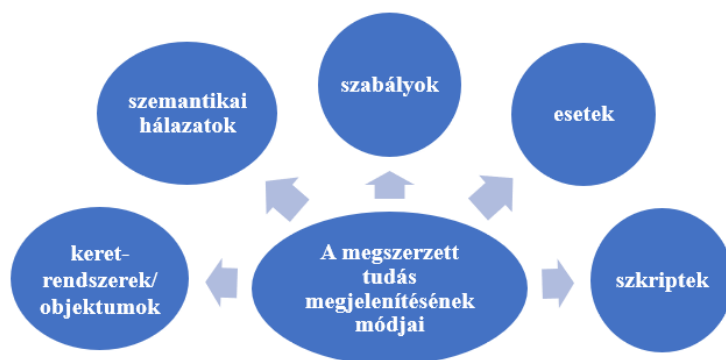 szabályok
szemantikai
hálazatok
esetek
keret-
rendszerek/
objektumok
A megszerzett
tudás
megjelenítésének
módjai
szkriptek